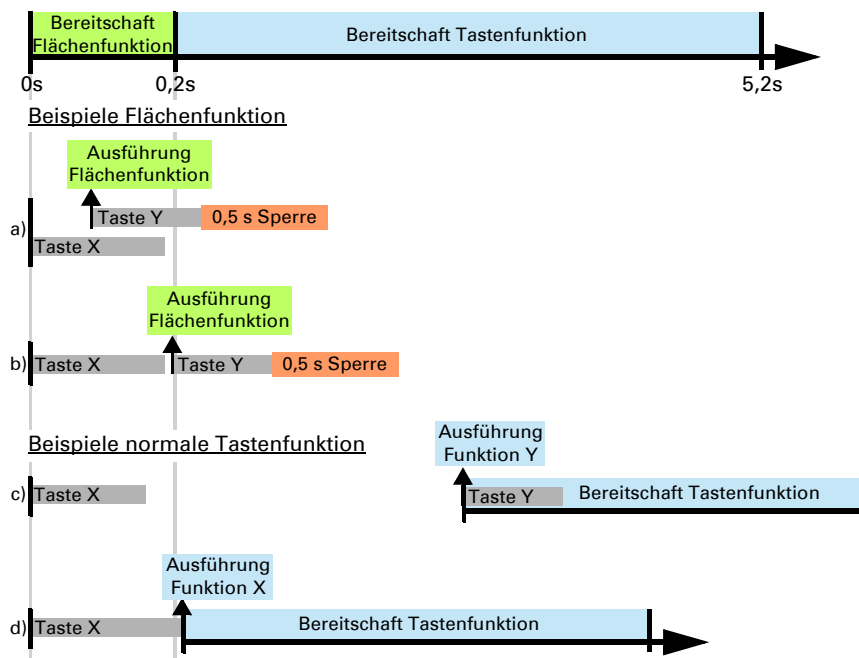 Bereitschaft
Flächenfunktion
Bereitschaft Tastenfunktion
0s
0,2s
5,2s
Beispiele Flächenfunktion
Ausführung
Flächenfunktion
a)
Taste Y
0,5 s Sperre
Taste X
Ausführung
Flächenfunktion
b)
Taste X
Taste Y
0,5 s Sperre
Beispiele normale Tastenfunktion
Ausführung
Funktion Y
c)
Taste X
Taste Y
Bereitschaft Tastenfunktion
Ausführung
Funktion X
d)
Taste X
Bereitschaft Tastenfunktion